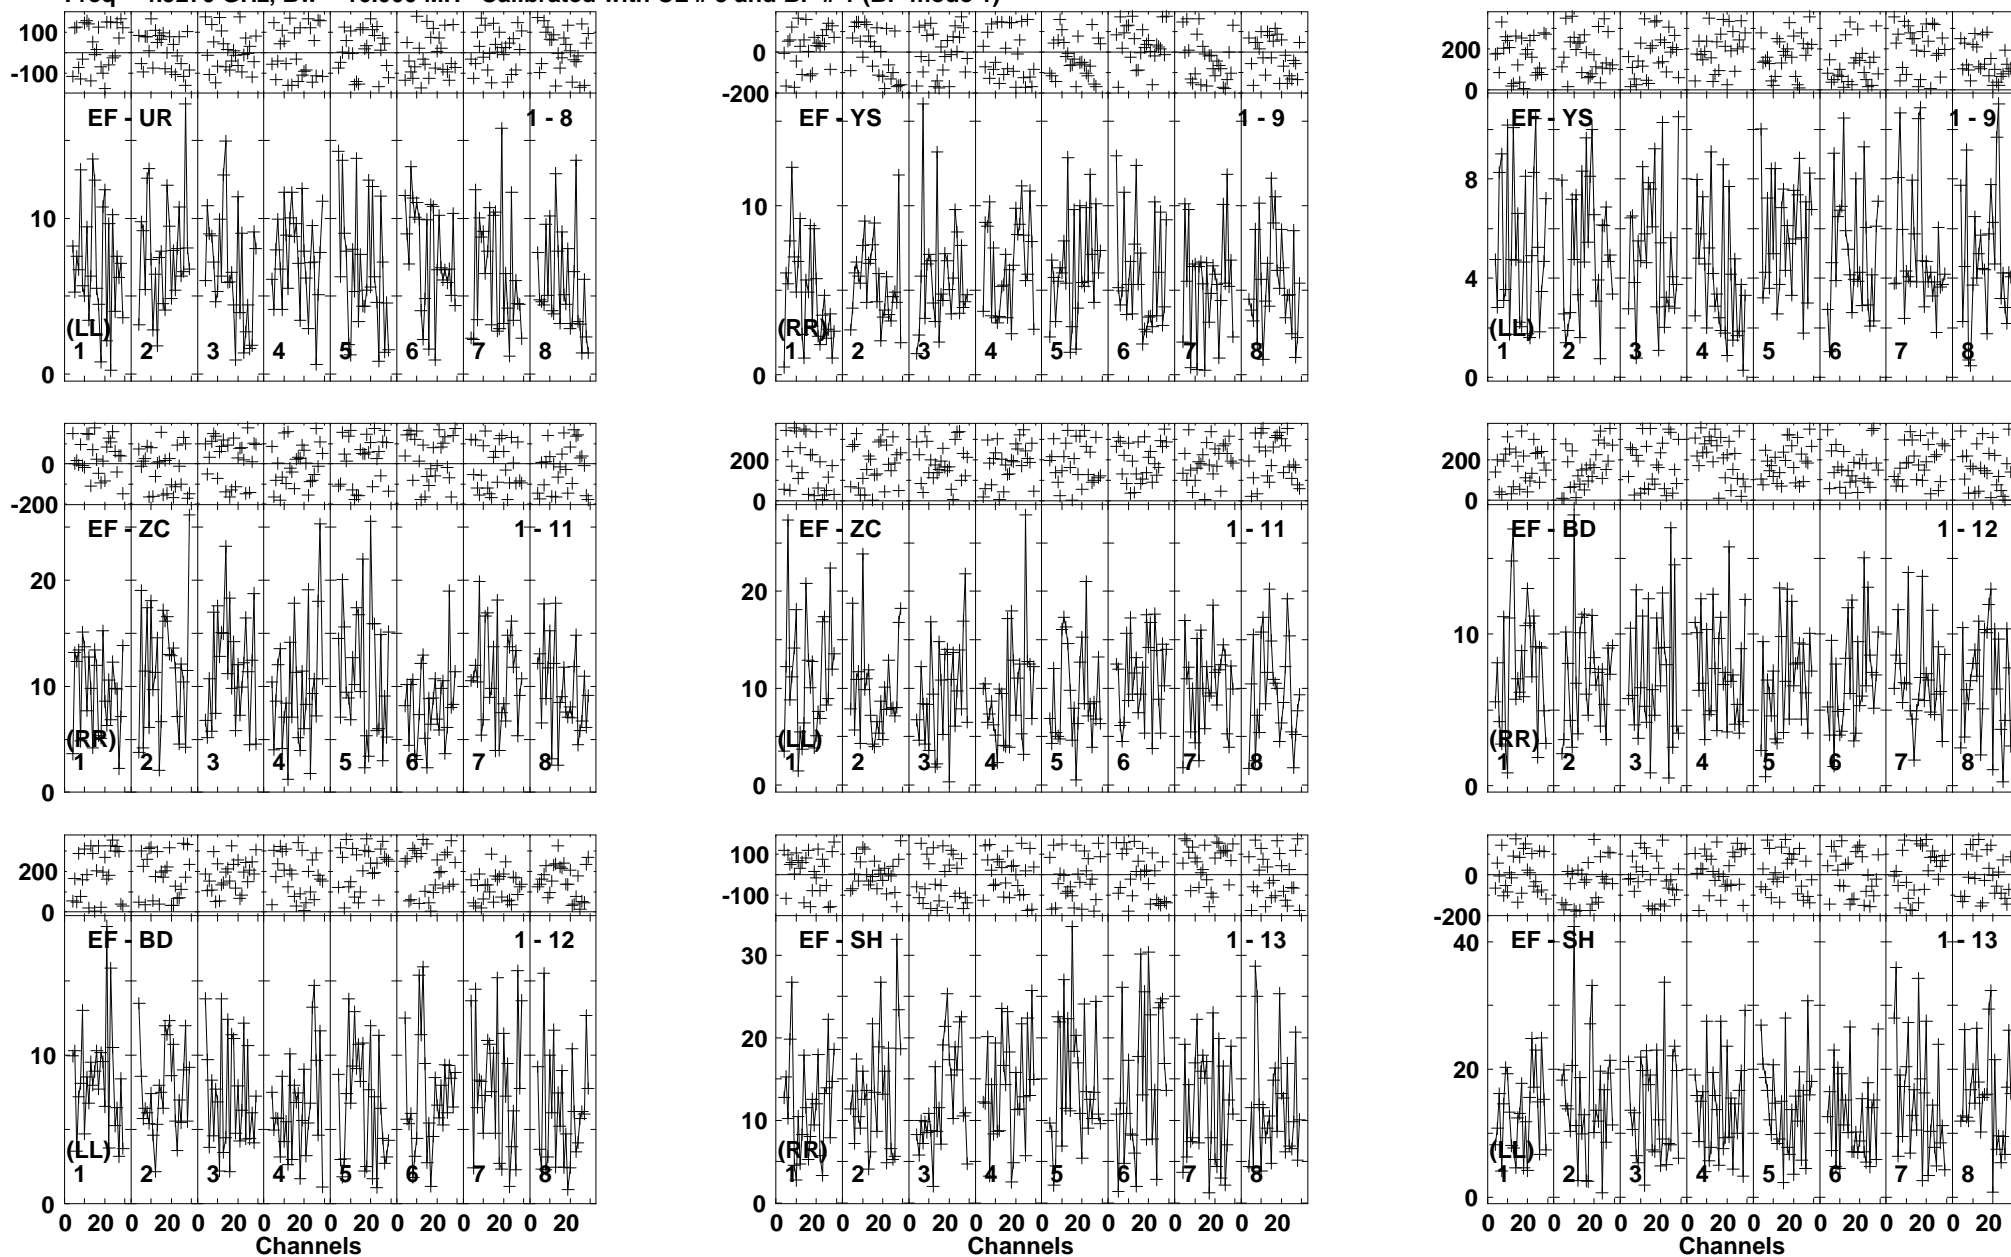 100 0 200
-100 -200 0
EF - UR 1 - 8 EF - YS 1 - 9 EF - YS 1 - 9
10 10 8
4
(LL) (RR) (LL)
1 2 3 4 5 6 7 8 1 2 3 4 5 6 7 8 1 2 3 4 5 6 7 8
0 0 0
0 200 200
-200 0 0
EF - ZC 1 - 11 EF - ZC 1 - 11 EF - BD 1 - 12
20 20 10
10 10
(RR) (LL) (RR)
1 2 3 4 5 6 7 8 1 2 3 4 5 6 7 8 1 2 3 4 5 6 7 8
0 0 0
200 100 0
0 -100 -200
EF - BD 1 - 12 EF - SH 1 - 13 EF - SH 1 - 13
10 30 40
20 20
10
(LL) (RR) (LL)
1 2 3 4 5 6 7 8 1 2 3 4 5 6 7 8 1 2 3 4 5 6 7 8
0 0 0
0 20 0 20 0 20 0 20 0 20 0 20 0 20 0 20 0 20 0 20 0 20 0 20 0 20 0 20 0 20 0 20 0 20 0 20 0 20 0 20 0 20 0 20 0 20 0 20
Channels Channels Channels